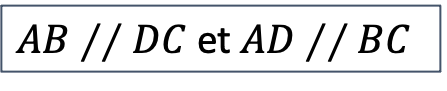 AB // DC et AD // BC